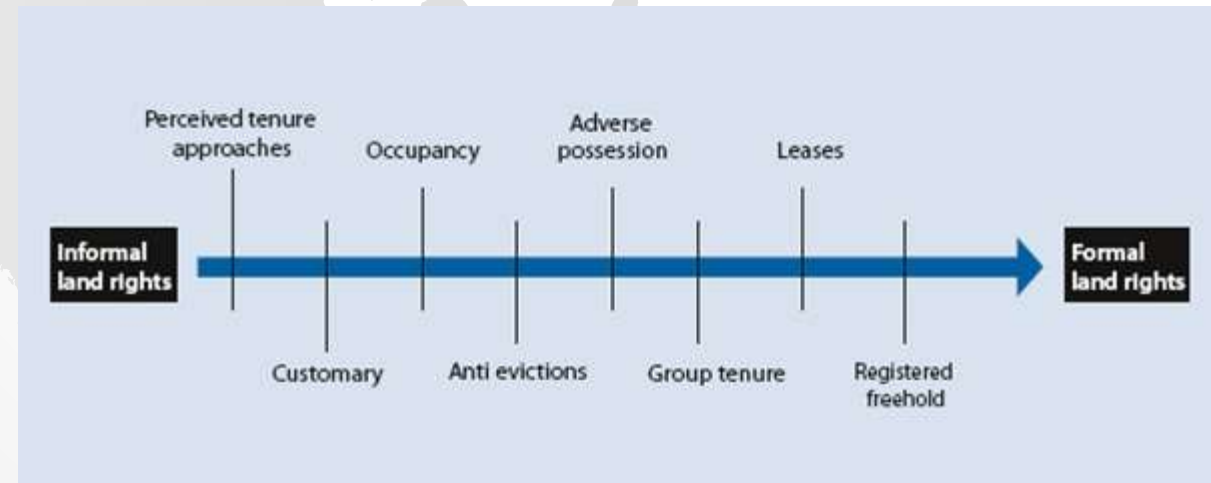 Perceived tenure
approaches
Occupancy
Adverse
possession
Leases
Informal
land rights
Formal
land rights
Customary
Anti evictions
Group tenure
Registered
freehold